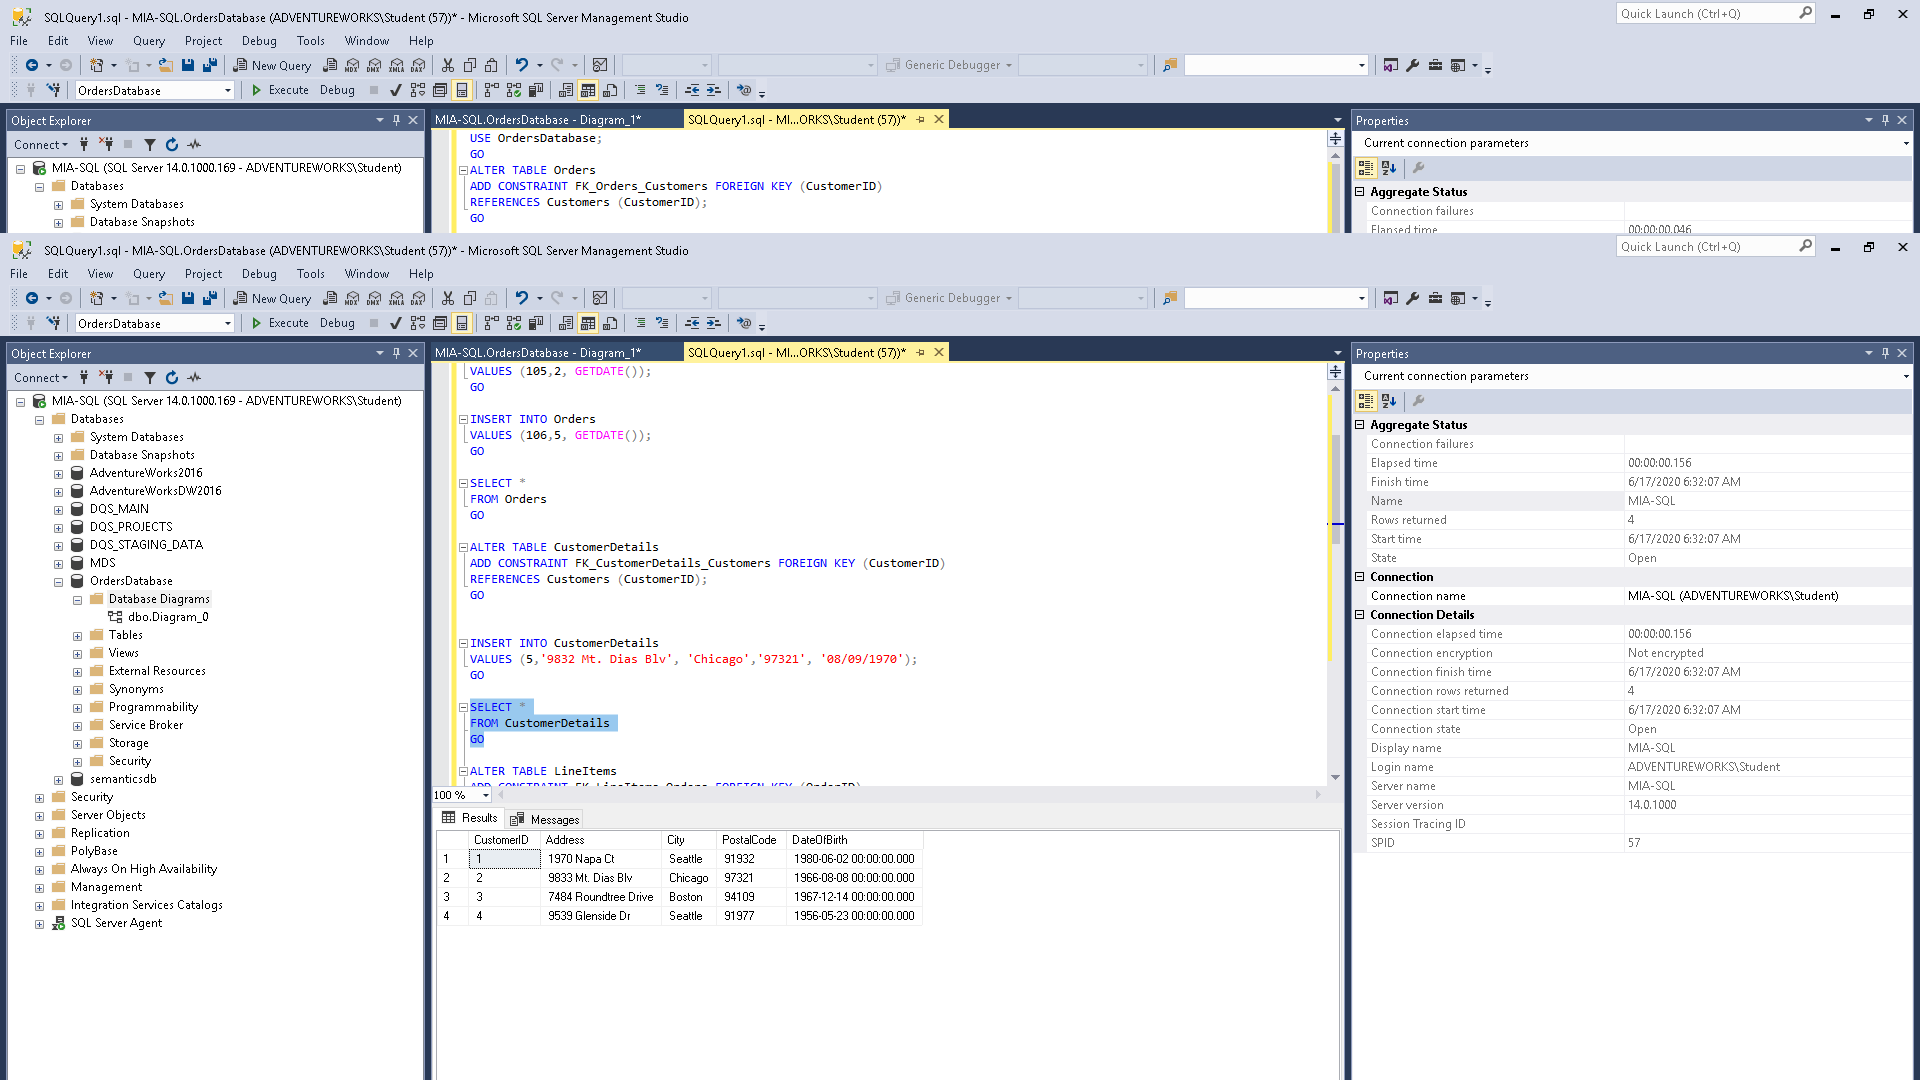 SQLQuery1.sql - MIA-SQL.OrdersDatabase (ADVENTUREWORKS\Student (57))* - Microsoft SQL Server Management Studio
Quick Launch (Ctrl+Q)
File Edit View Query Project Debug Tools Window Help
New Query
MDX DMX XMLA DAX
Generic Debugger
OrdersDatabase
Execute Debug
Object Explorer
Connect
MIA-SQL (SQL Server 14.0.1000.169 - ADVENTUREWORKS\Student)
Databases
System Databases
Database Snapshots
MIA-SQL.OrdersDatabase - Diagram_1*
SQLQuery1.sql - MI...ORKS\Student (57))*
USE OrdersDatabase;
GO
ALTER TABLE Orders
ADD CONSTRAINT FK_Orders_Customers FOREIGN KEY (CustomerID)
REFERENCES Customers (CustomerID);
GO
Properties
Current connection parameters
Aggregate Status
Connection failures
Elapsed time 00:00:00.046
SQLQuery1.sql - MIA-SQL.OrdersDatabase (ADVENTUREWORKS\Student (57))* - Microsoft SQL Server Management Studio
Quick Launch (Ctrl+Q)
File Edit View Query Project Debug Tools Window Help
New Query
MDX DMX XMLA DAX
Generic Debugger
OrdersDatabase
Execute Debug
Object Explorer
Connect
MIA-SQL (SQL Server 14.0.1000.169 - ADVENTUREWORKS\Student)
Databases
System Databases
Database Snapshots
AdventureWorks2016
AdventureWorksDW2016
DQS_MAIN
DQS_PROJECTS
DQS_STAGING_DATA
MDS
OrdersDatabase
Database Diagrams
dbo.Diagram_0
Tables
Views
External Resources
Synonyms
Programmability
Service Broker
Storage
Security
semanticsdb
Security
Server Objects
Replication
PolyBase
Always On High Availability
Management
Integration Services Catalogs
SQL Server Agent
MIA-SQL.OrdersDatabase - Diagram_1*
SQLQuery1.sql - MI...ORKS\Student (57))*
VALUES (105,2, GETDATE());
GO
INSERT INTO Orders
VALUES (106,5, GETDATE());
GO
SELECT *
FROM Orders
GO
ALTER TABLE CustomerDetails
ADD CONSTRAINT FK_CustomerDetails_Customers FOREIGN KEY (CustomerID)
REFERENCES Customers (CustomerID);
GO
INSERT INTO CustomerDetails
VALUES (5,'9832 Mt. Dias Blv', 'Chicago','97321', '08/09/1970');
GO
SELECT *
FROM CustomerDetails
GO
ALTER TABLE LineItems
ADD CONSTRAINT FK_LineItems_Orders FOREIGN KEY (OrderID)
100 %
Results Messages
CustomerID Address City PostalCode DateOfBirth
1 1 1970 Napa Ct Seattle 91932 1980-06-02 00:00:00.000
2 2 9833 Mt. Dias Blv Chicago 97321 1966-08-08 00:00:00.000
3 3 7484 Roundtree Drive Boston 94109 1967-12-14 00:00:00.000
4 4 9539 Glenside Dr Seattle 91977 1956-05-23 00:00:00.000
Properties
Current connection parameters
Aggregate Status
Connection failures
Elapsed time 00:00:00.156
Finish time 6/17/2020 6:32:07 AM
Name MIA-SQL
Rows returned 4
Start time 6/17/2020 6:32:07 AM
State Open
Connection
Connection name MIA-SQL (ADVENTUREWORKS\Student)
Connection Details
Connection elapsed time 00:00:00.156
Connection encryption Not encrypted
Connection finish time 6/17/2020 6:32:07 AM
Connection rows returned 4
Connection start time 6/17/2020 6:32:07 AM
Connection state Open
Display name MIA-SQL
Login name ADVENTUREWORKS\Student
Server name MIA-SQL
Server version 14.0.1000
Session Tracing ID
SPID 57